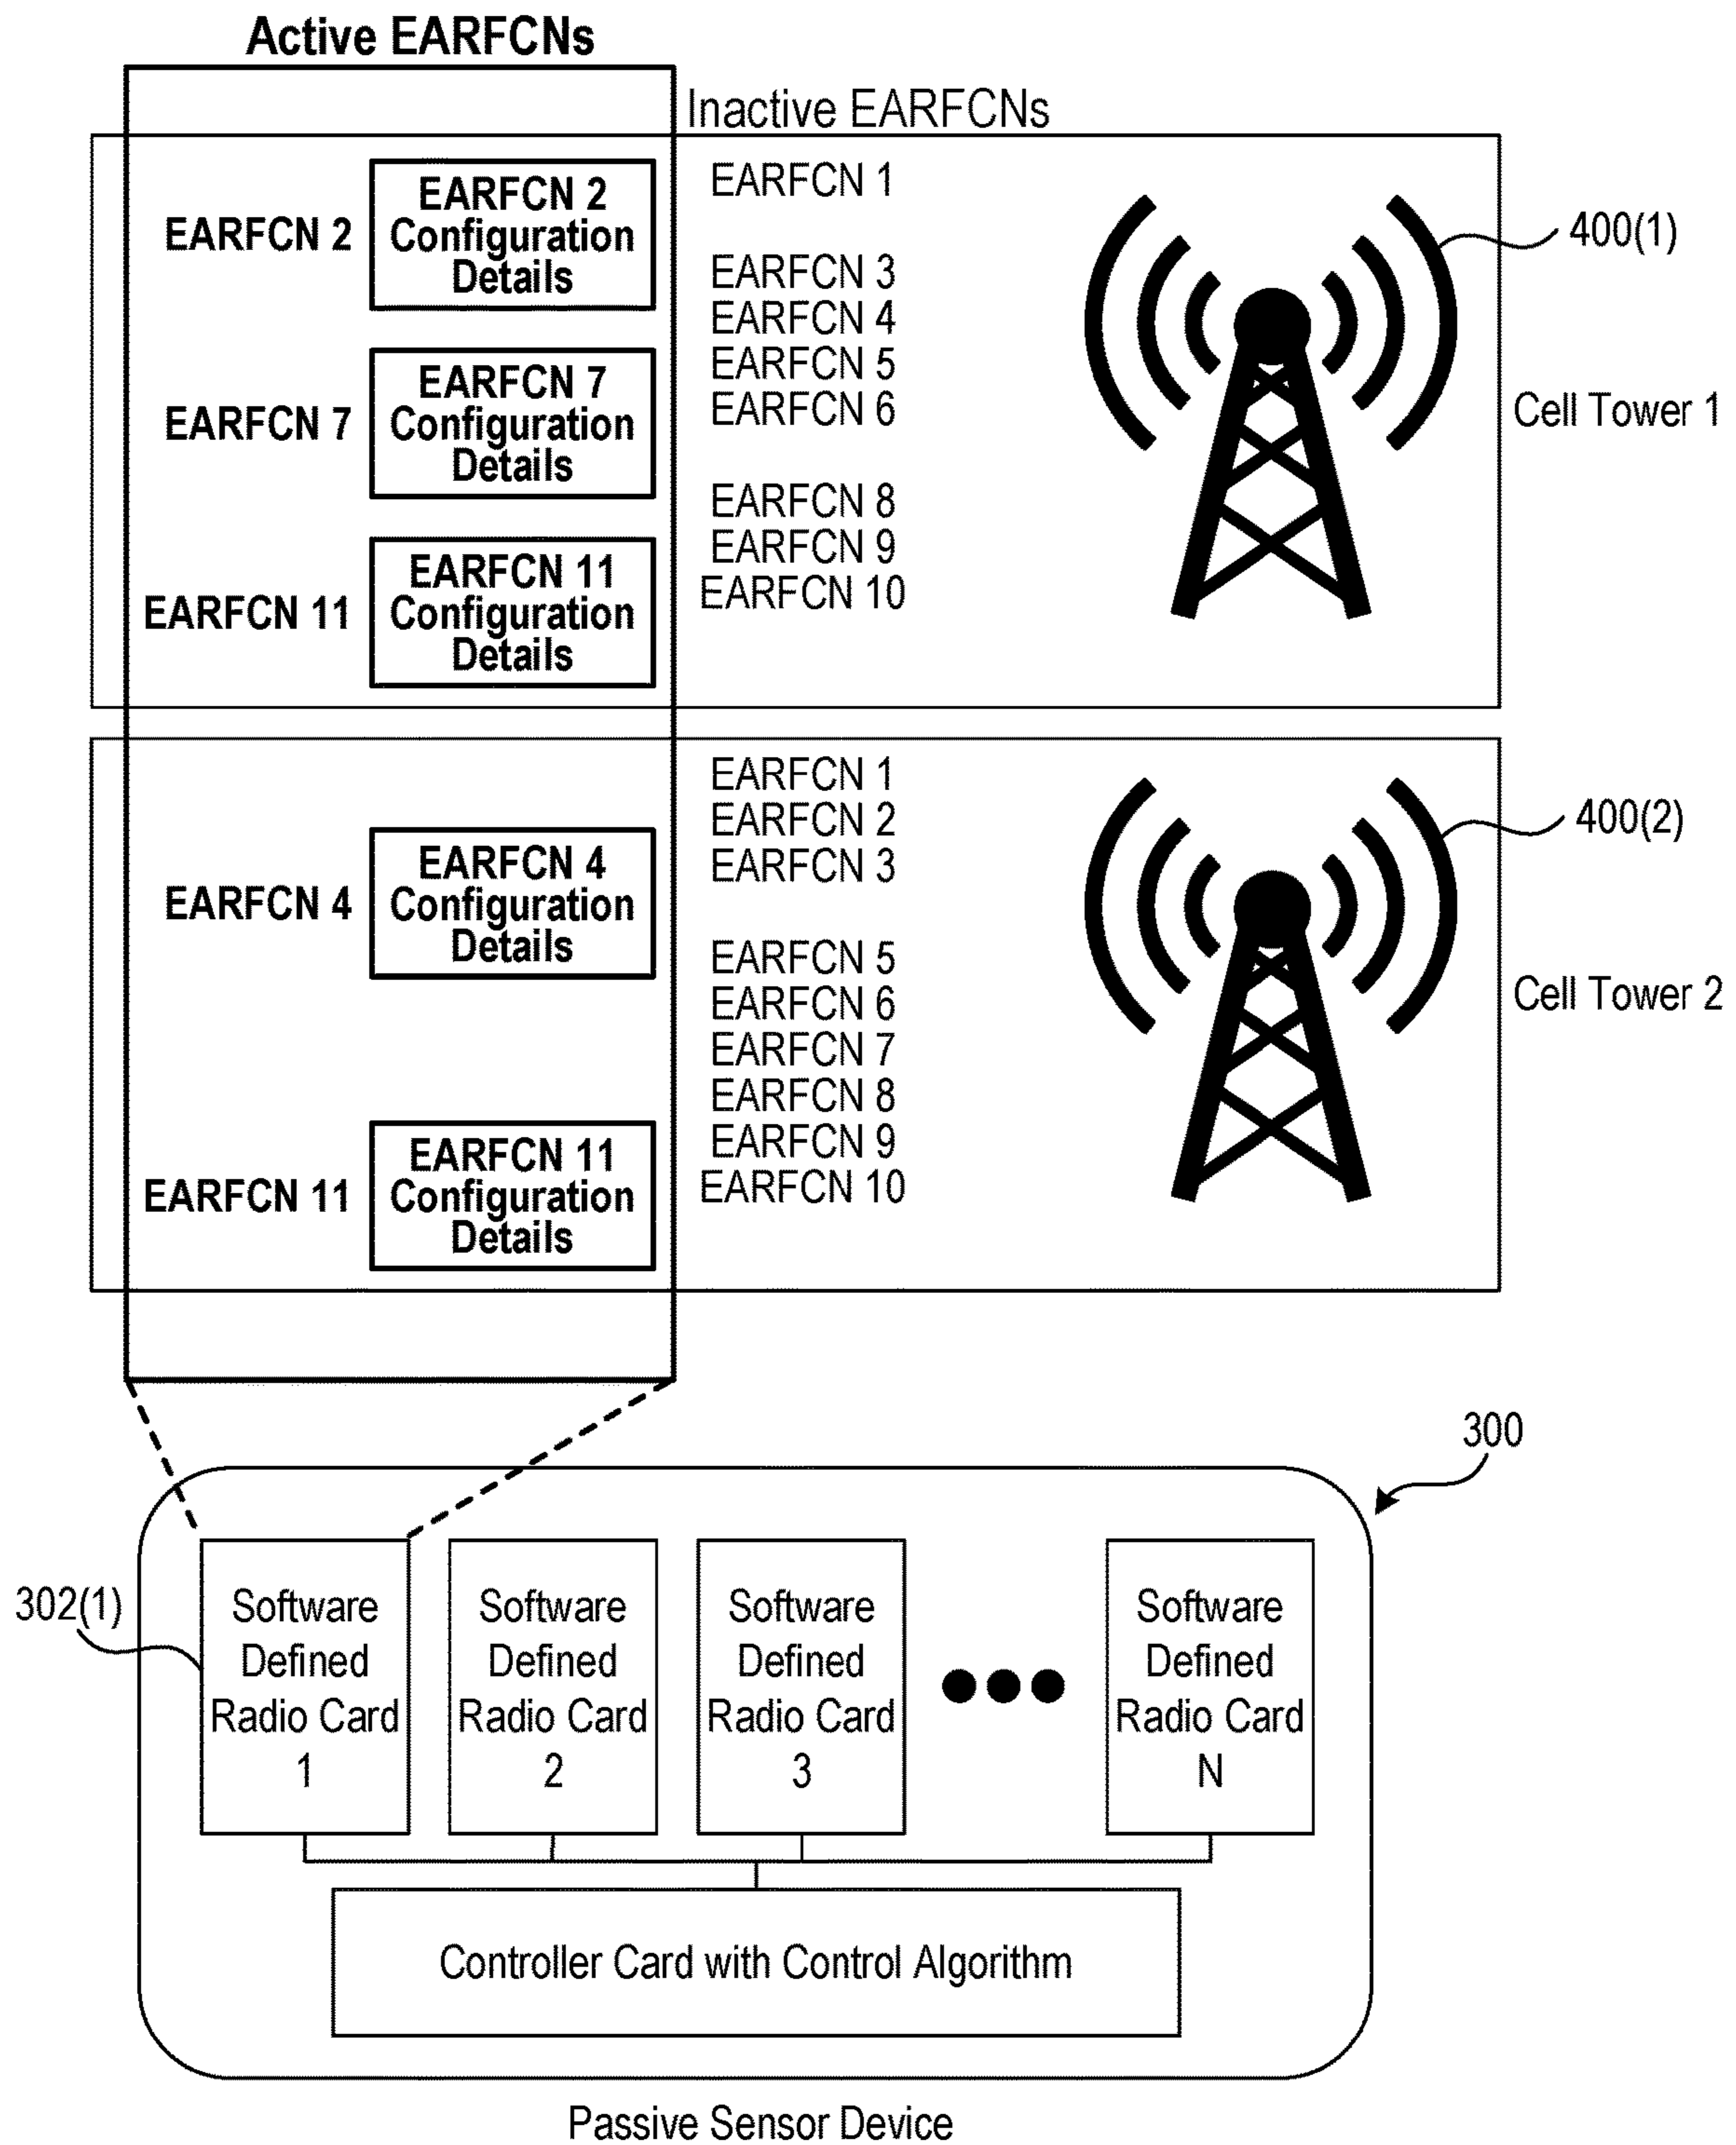 Active EARFCNs
Inactive EARFCNs
EARFCN 2
EARFCN 2
Configuration
Details
EARFCN 7
EARFCN 7
Configuration
Details
EARFCN 11
EARFCN 11
Configuration
Details
EARFCN 1
EARFCN 3
EARFCN 4
EARFCN 5
EARFCN 6
EARFCN 8
EARFCN 9
EARFCN 10
400(1)
Cell Tower 1
EARFCN 4
EARFCN 4
Configuration
Details
EARFCN 11
EARFCN 11
Configuration
Details
EARFCN 1
EARFCN 2
EARFCN 3
EARFCN 5
EARFCN 6
EARFCN 7
EARFCN 8
EARFCN 9
EARFCN 10
400(2)
Cell Tower 2
300
302(1)
Software
Defined
Radio Card
1
Software
Defined
Radio Card
2
Software
Defined
Radio Card
3
Software
Defined
Radio Card
N
Controller Card with Control Algorithm
Passive Sensor Device